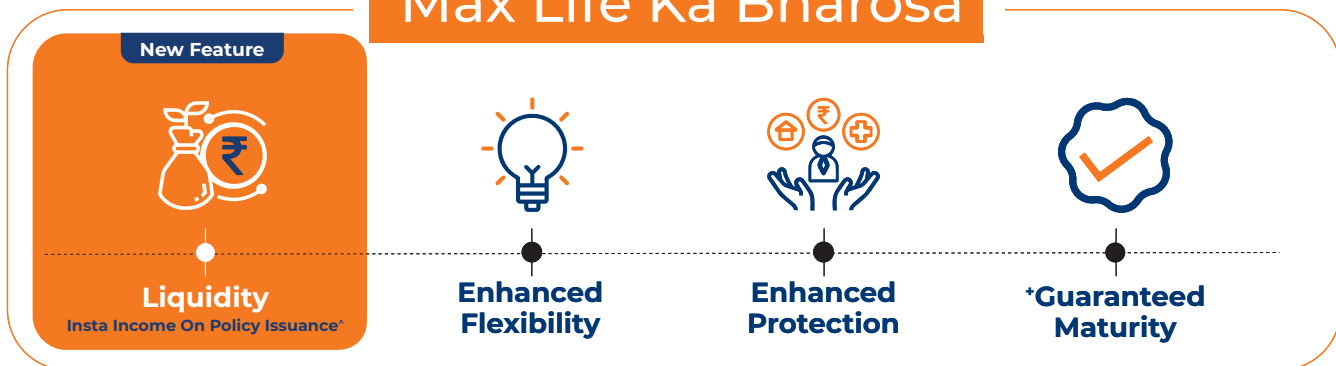 Max Life Ka Bharosa
New Feature
₹
Liquidity
Insta Income On Policy Issuance^
₹
Enhanced
Flexibility
Enhanced
Protection
+Guaranteed
Maturity